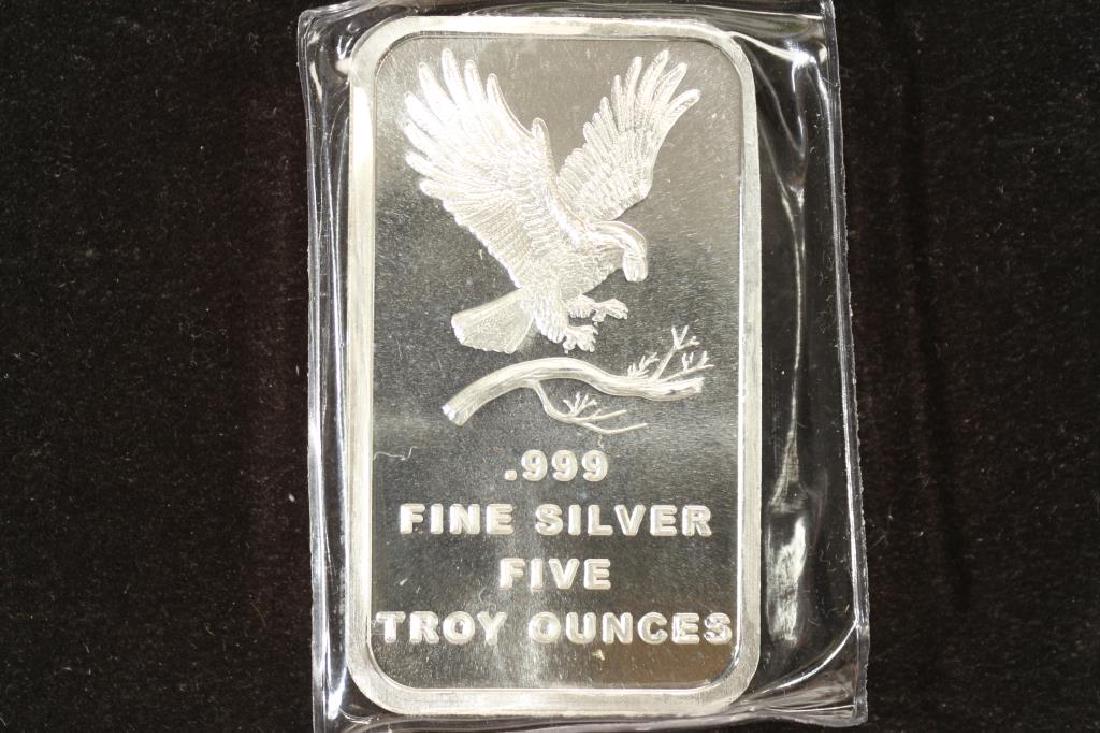 .999
FINE SILVER
FIVE
TROY OUNCES